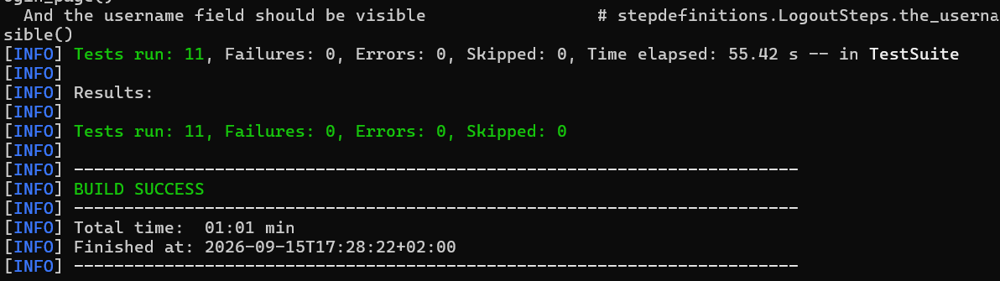 ogin_page()
  And the username field should be visible                 # stepdefinitions.LogoutSteps.the_userna
sible()
[INFO] Tests run: 11, Failures: 0, Errors: 0, Skipped: 0, Time elapsed: 55.42 s -- in TestSuite
[INFO]
[INFO] Results:
[INFO]
[INFO] Tests run: 11, Failures: 0, Errors: 0, Skipped: 0
[INFO]
[INFO] ------------------------------------------------------------------------
[INFO] BUILD SUCCESS
[INFO] ------------------------------------------------------------------------
[INFO] Total time:  01:01 min
[INFO] Finished at: 2026-09-15T17:28:22+02:00
[INFO] ------------------------------------------------------------------------